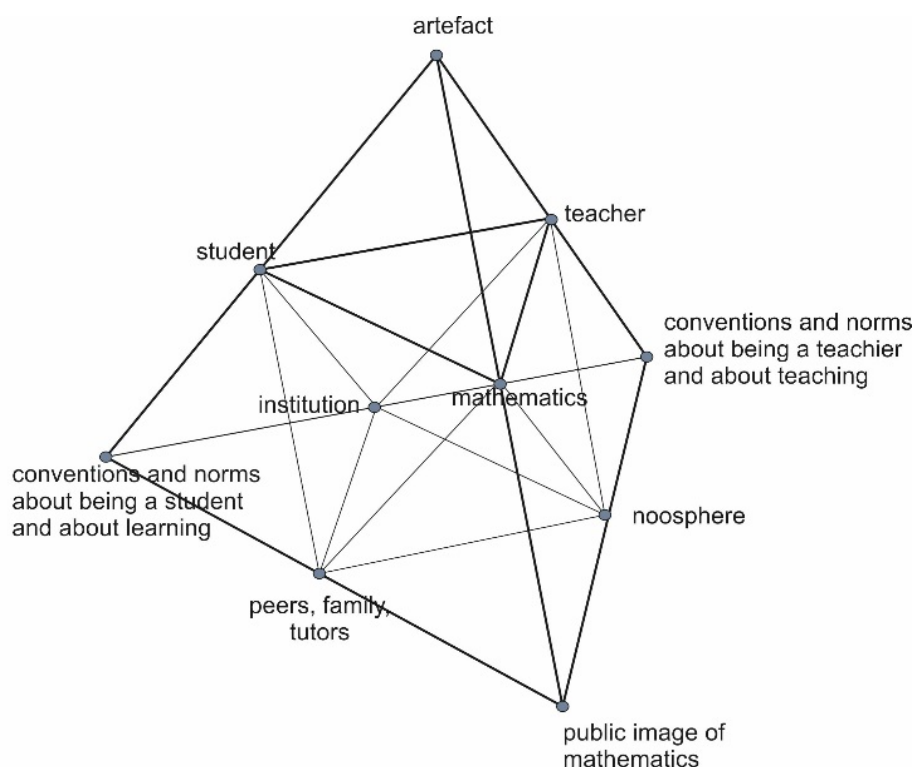 artefact
teacher
student
conventions and norms
about being a teachier
and about teaching
institution
mathematics
conventions and norms
about being a student
and about learning
noosphere
peers, family,
tutors
public image of
mathematics